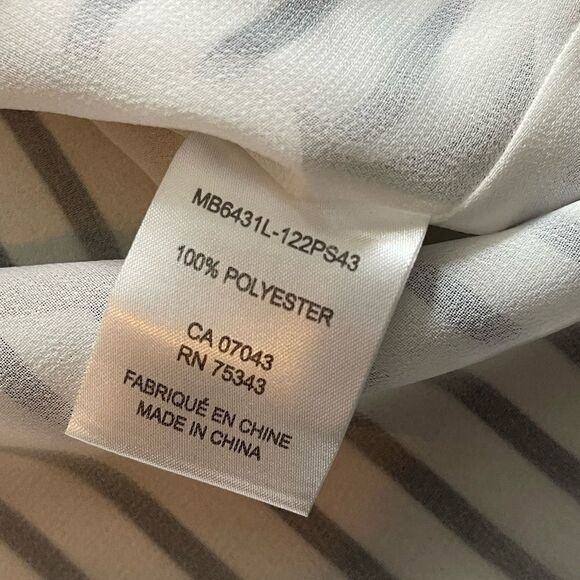 MB6431L-122PS43
100% POLYESTER
CA 07043
RN 75343
FABRIQUÉ EN CHINE
MADE IN CHINA